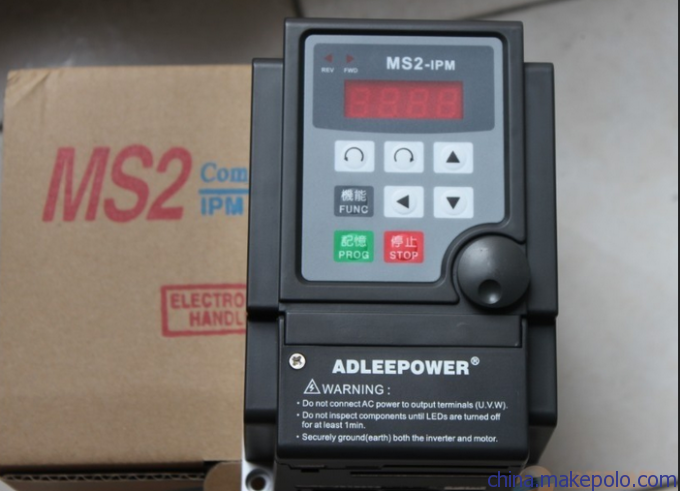 MS2
IPM
ELECTRO
HANDL
REV FWD
MS2-IPM
8888
機能
FUNC
記憶
PROG
停止
STOP
ADLEEPOWER®
WARNING :
• Do not connect AC power to output terminals (U.V.W).
• Do not inspect components until LEDs are turned off
for at least 1min.
• Securely ground(earth) both the inverter and motor.
china.makepolo.com